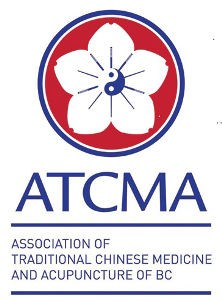 ATCMA
ASSOCIATION OF
TRADITIONAL CHINESE MEDICINE
AND ACUPUNCTURE OF BC